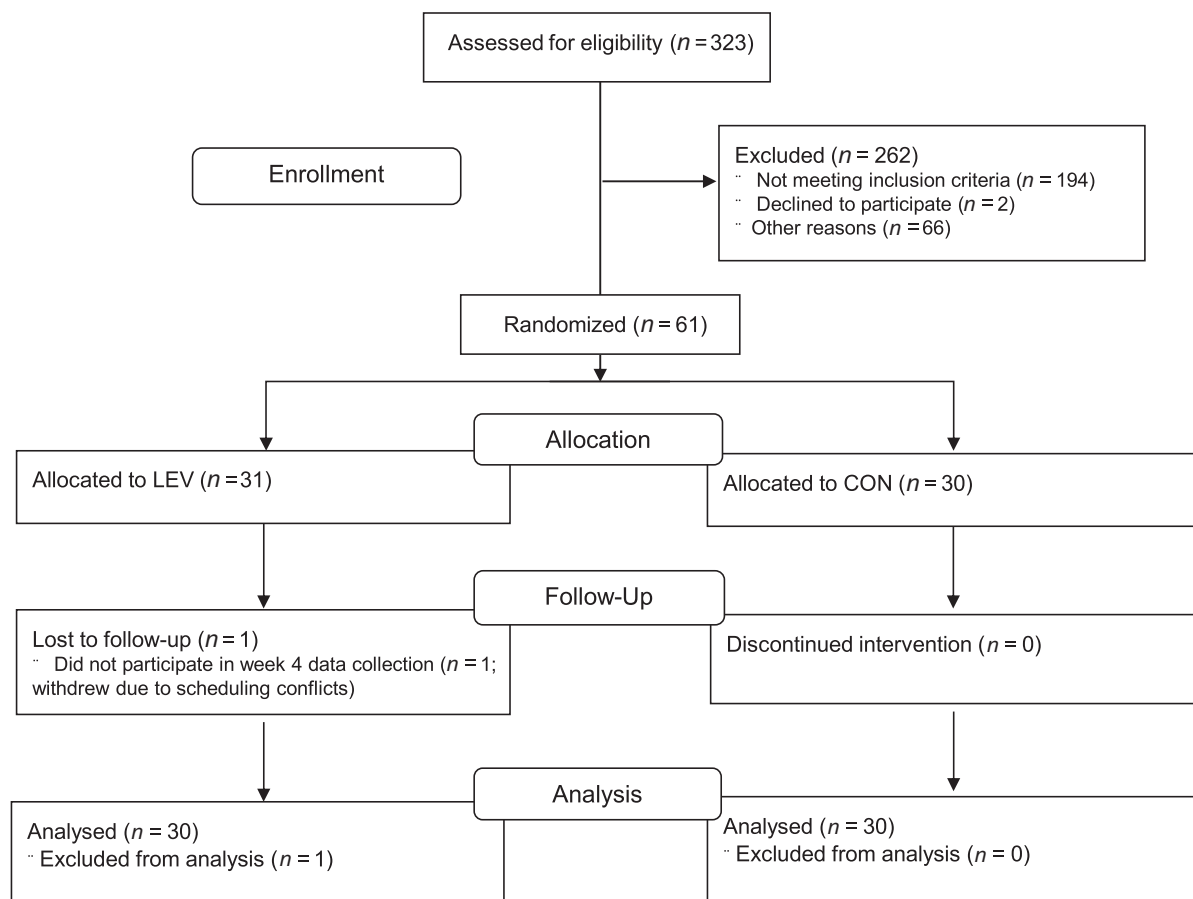 Assessed for eligibility (n = 323)
Enrollment
Excluded (n = 262)
¨ Not meeting inclusion criteria (n = 194)
¨ Declined to participate (n = 2)
¨ Other reasons (n = 66)
Randomized (n = 61)
Allocation
Allocated to LEV (n = 31)
Allocated to CON (n = 30)
Follow-Up
Lost to follow-up (n = 1)
¨ Did not participate in week 4 data collection (n = 1;
withdrew due to scheduling conflicts)
Discontinued intervention (n = 0)
Analysis
Analysed (n = 30)
¨ Excluded from analysis (n = 1)
Analysed (n = 30)
¨ Excluded from analysis (n = 0)